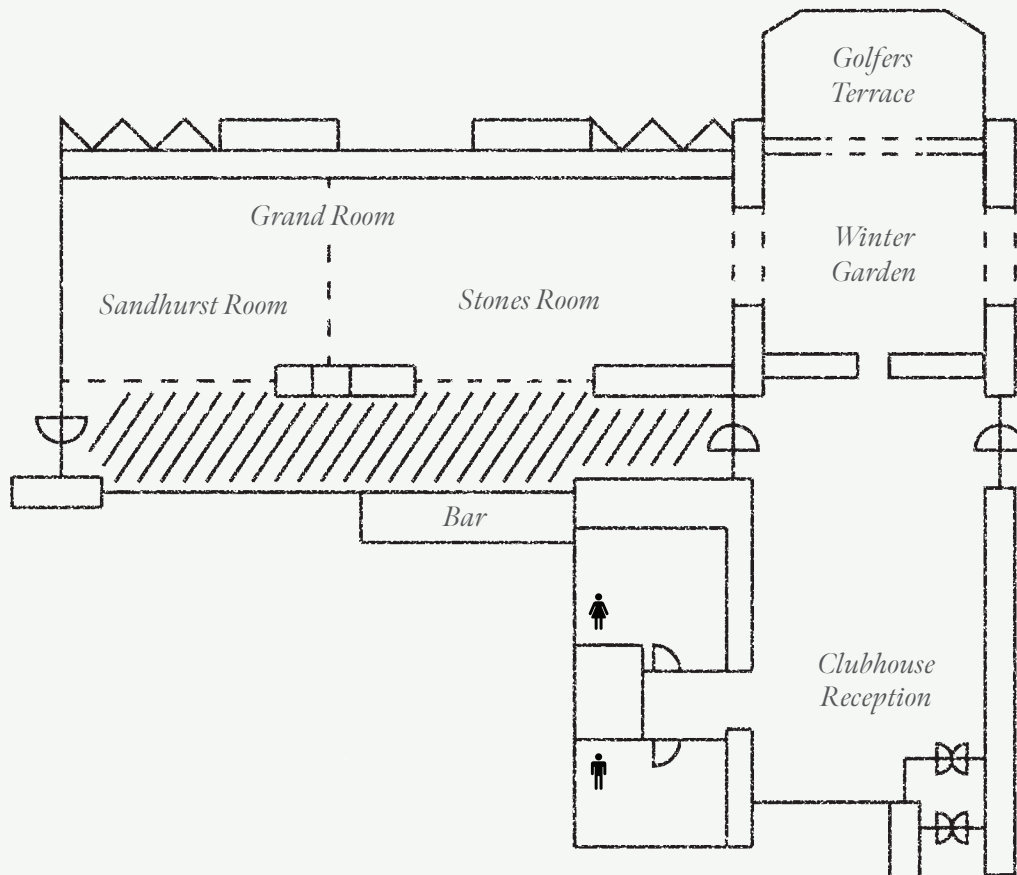 Golfers
Terrace
Grand Room
Winter
Garden
Sandhurst Room
Stones Room
Bar
Clubhouse
Reception